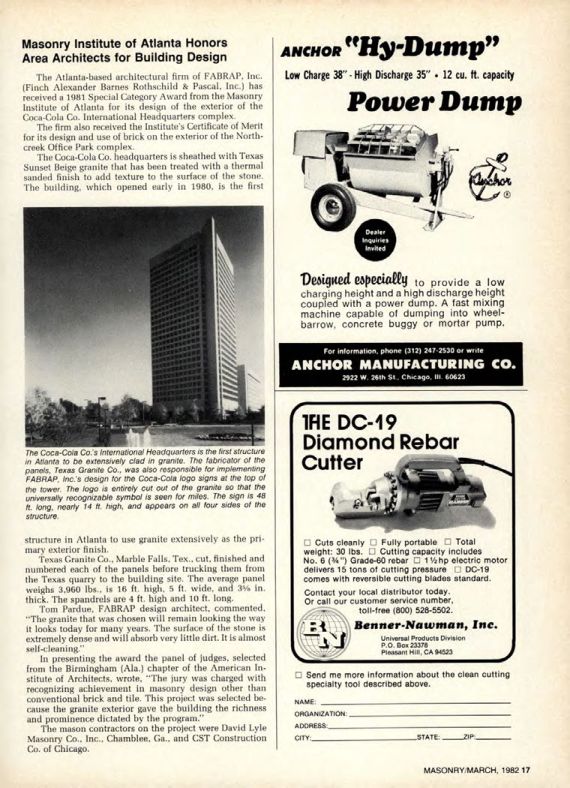 Masonry Institute of Atlanta Honors
Area Architects for Building Design
The Atlanta-based architectural firm of FABRAP, Inc.
(Finch Alexander Barnes Rothschild & Pascal, Inc.) has
received a 1981 Special Category Award from the Masonry
Institute of Atlanta for its design of the exterior of the
Coca-Cola Co. International Headquarters complex.
The firm also received the Institute's Certificate of Merit
for its design and use of brick on the exterior of the North-
creek Office Park complex.
The Coca-Cola Co. headquarters is sheathed with Texas
Sunset Beige granite that has been treated with a thermal
sanded finish to add texture to the surface of the stone.
The building, which opened early in 1980, is the first
The Coca-Cola Co.'s International Headquarters is the first structure
in Atlanta to be extensively clad in granite. The fabricator of the
panels, Texas Granite Co., was also responsible for implementing
FABRAP, Inc.'s design for the Coca-Cola logo signs at the top of
the tower. The logo is entirely cut out of the granite so that the
universally recognizable symbol is seen for miles. The sign is 48
ft. long, nearly 14 ft. high, and appears on all four sides of the
structure.
structure in Atlanta to use granite extensively as the pri-
mary exterior finish.
Texas Granite Co., Marble Falls, Tex., cut, finished and
numbered each of the panels before trucking them from
the Texas quarry to the building site. The average panel
weighs 3,960 lbs., is 16 ft. high, 5 ft. wide, and 3⅜ in.
thick. The spandrels are 4 ft. high and 10 ft. long.
Tom Pardue, FABRAP design architect, commented,
"The granite that was chosen will remain looking the way
it looks today for many years. The surface of the stone is
extremely dense and will absorb very little dirt. It is almost
self-cleaning."
In presenting the award the panel of judges, selected
from the Birmingham (Ala.) chapter of the American In-
stitute of Architects, wrote, "The jury was charged with
recognizing achievement in masonry design other than
conventional brick and tile. This project was selected be-
cause the granite exterior gave the building the richness
and prominence dictated by the program."
The mason contractors on the project were David Lyle
Masonry Co., Inc., Chamblee, Ga., and CST Construction
Co. of Chicago.
ANCHOR "Hy-Dump"
Low Charge 38" - High Discharge 35" • 12 cu. ft. capacity
Power Dump
Anchor ®
Dealer
Inquiries
Invited
Designed especially to provide a low
charging height and a high discharge height
coupled with a power dump. A fast mixing
machine capable of dumping into wheel-
barrow, concrete buggy or mortar pump.
For information, phone (312) 247-2530 or write
ANCHOR MANUFACTURING CO.
2922 W. 26th St., Chicago, Ill. 60623
THE DC-19
Diamond Rebar
Cutter
☐ Cuts cleanly ☐ Fully portable ☐ Total
weight: 30 lbs. ☐ Cutting capacity includes
No. 6 (¾") Grade-60 rebar ☐ 1½hp electric motor
delivers 15 tons of cutting pressure ☐ DC-19
comes with reversible cutting blades standard.
Contact your local distributor today.
Or call our customer service number,
toll-free (800) 528-5502.
BN
Benner-Nawman, Inc.
Universal Products Division
P.O. Box 23378
Pleasant Hill, CA 94523
☐ Send me more information about the clean cutting
specialty tool described above.
NAME:
ORGANIZATION:
ADDRESS:
CITY: STATE: ZIP:
MASONRY/MARCH, 1982 17